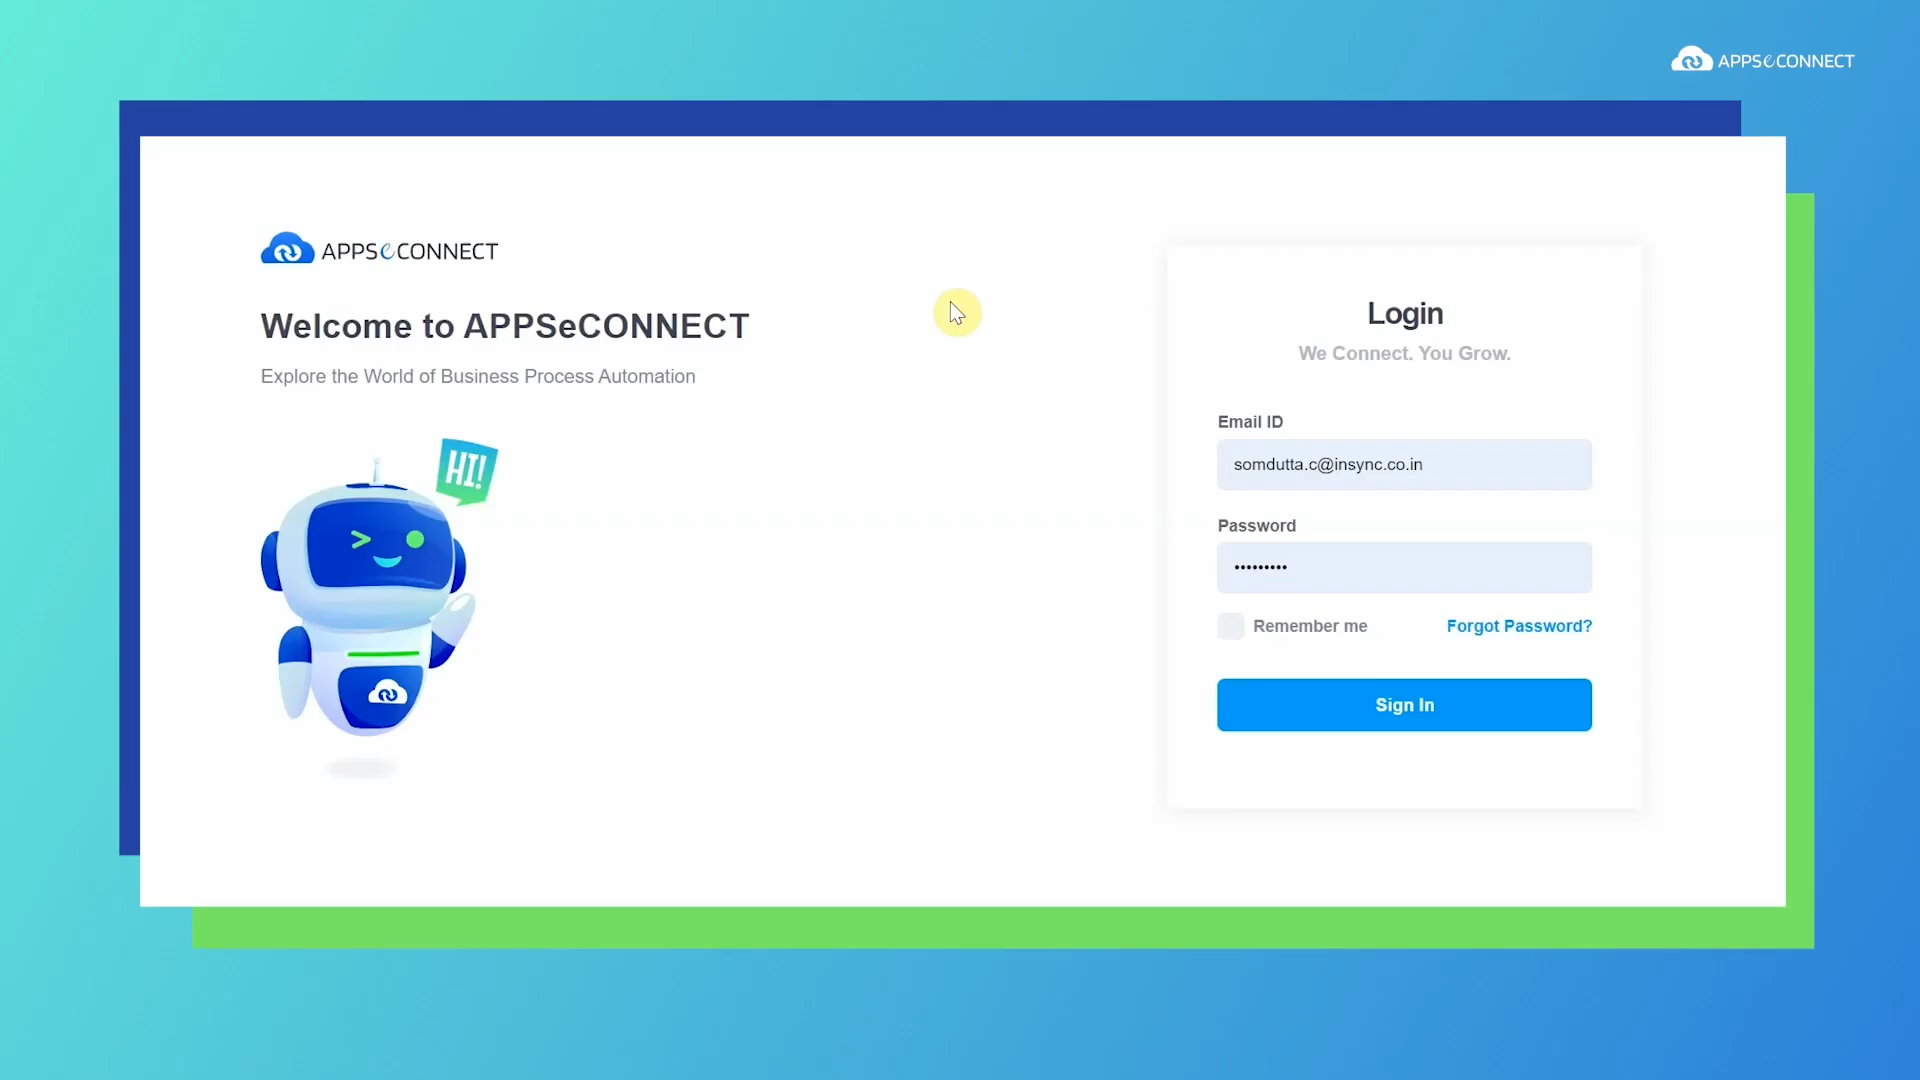 APPSeCONNECT
APPSeCONNECT
Welcome to APPSeCONNECT
Explore the World of Business Process Automation
HI!
Login
We Connect. You Grow.
Email ID
somdutta.c@insync.co.in
Password
•••••••••
Remember me
Forgot Password?
Sign In